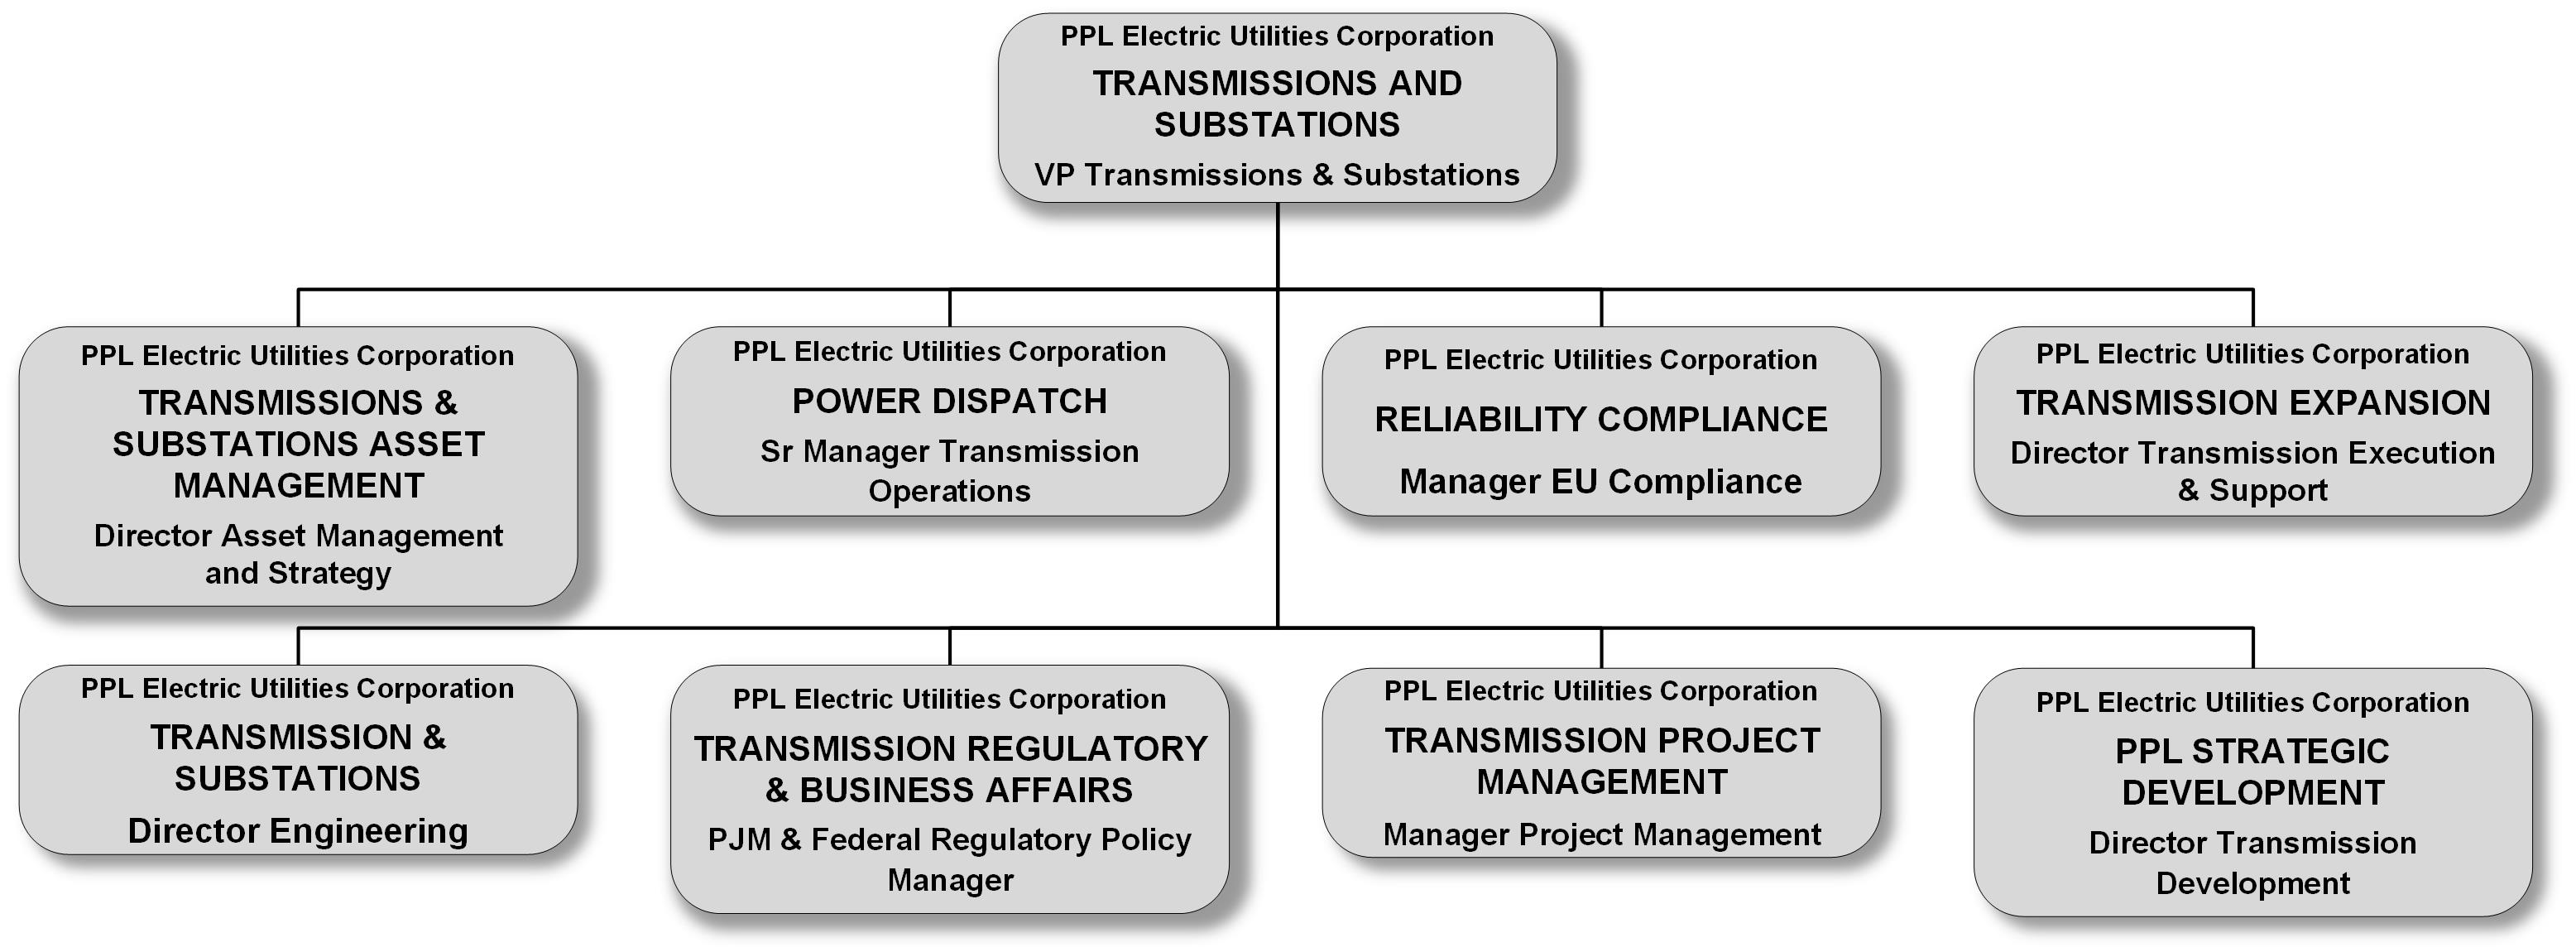 PPL Electric Utilities Corporation
TRANSMISSIONS AND
SUBSTATIONS
VP Transmissions & Substations
PPL Electric Utilities Corporation
TRANSMISSIONS &
SUBSTATIONS ASSET
MANAGEMENT
Director Asset Management
and Strategy
PPL Electric Utilities Corporation
POWER DISPATCH
Sr Manager Transmission
Operations
PPL Electric Utilities Corporation
RELIABILITY COMPLIANCE
Manager EU Compliance
PPL Electric Utilities Corporation
TRANSMISSION EXPANSION
Director Transmission Execution
& Support
PPL Electric Utilities Corporation
TRANSMISSION &
SUBSTATIONS
Director Engineering
PPL Electric Utilities Corporation
TRANSMISSION REGULATORY
& BUSINESS AFFAIRS
PJM & Federal Regulatory Policy
Manager
PPL Electric Utilities Corporation
TRANSMISSION PROJECT
MANAGEMENT
Manager Project Management
PPL Electric Utilities Corporation
PPL STRATEGIC
DEVELOPMENT
Director Transmission
Development